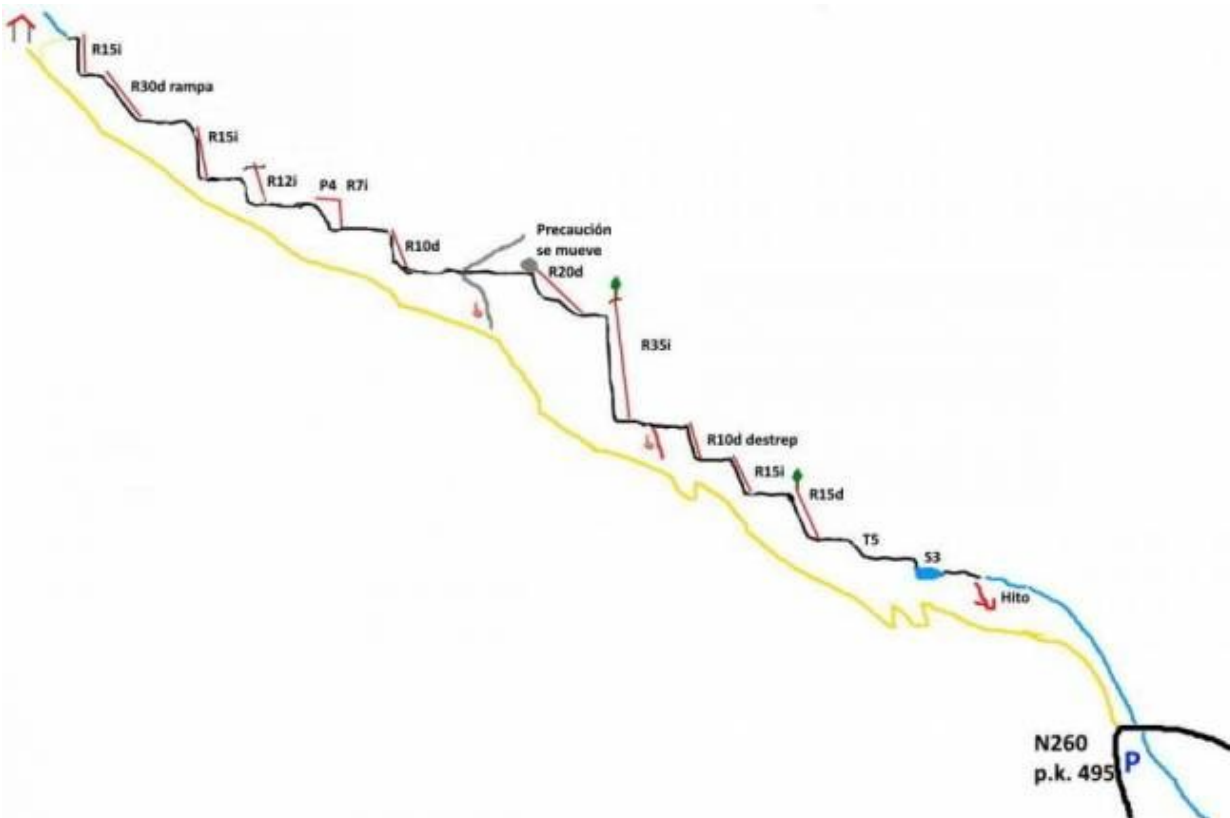 R15i
R30d rampa
R15i
R12i
P4 R7i
R10d
Precaución
se mueve
R20d
R35i
R10d destrep
R15i
R15d
T5
S3
Hito
N260
p.k. 495
P